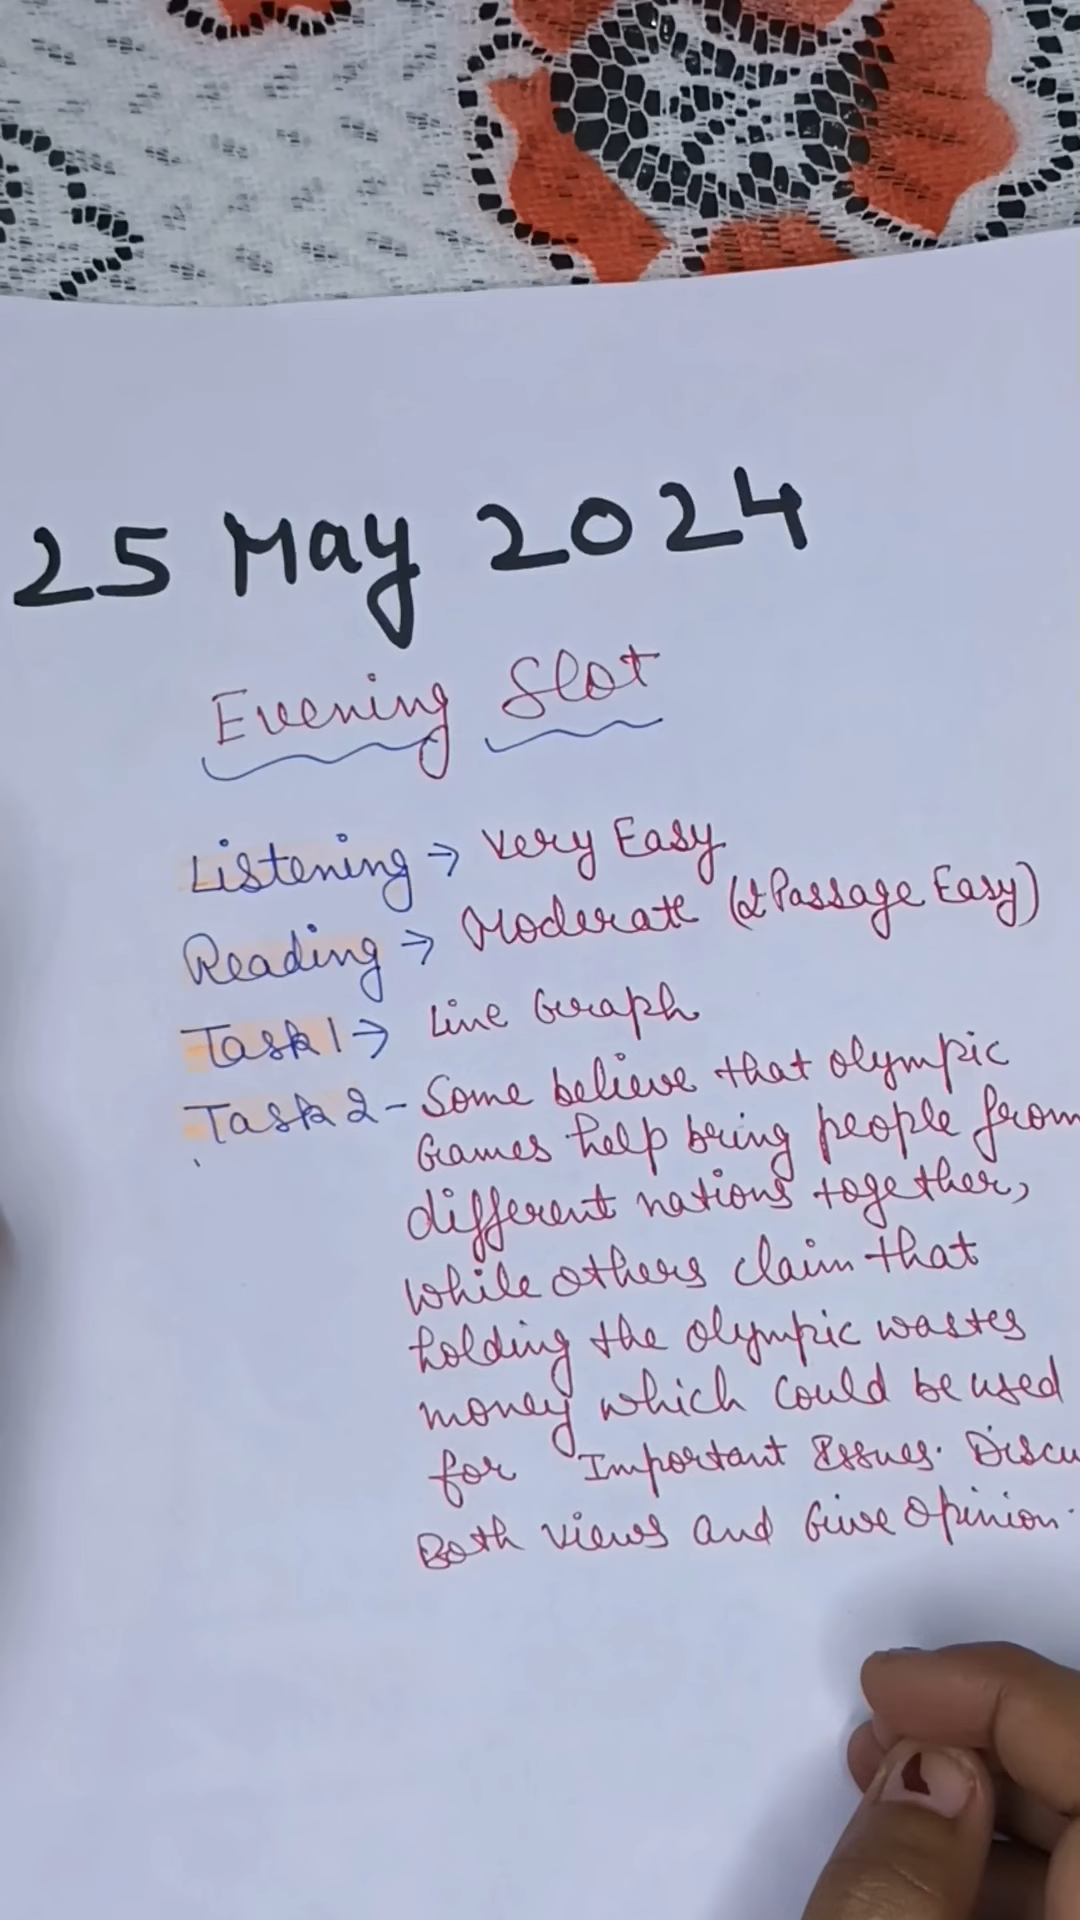 25 May 2024
Evening Slot
Listening → Very Easy
Reading → Moderate (2 Passage Easy)
Task 1 → Line Graph
Task 2 - Some believe that olympic
Games help bring people from
different nations together,
while others claim that
holding the olympic wastes
money which could be used
for Important Issues. Discu
Both views and Give Opinion.